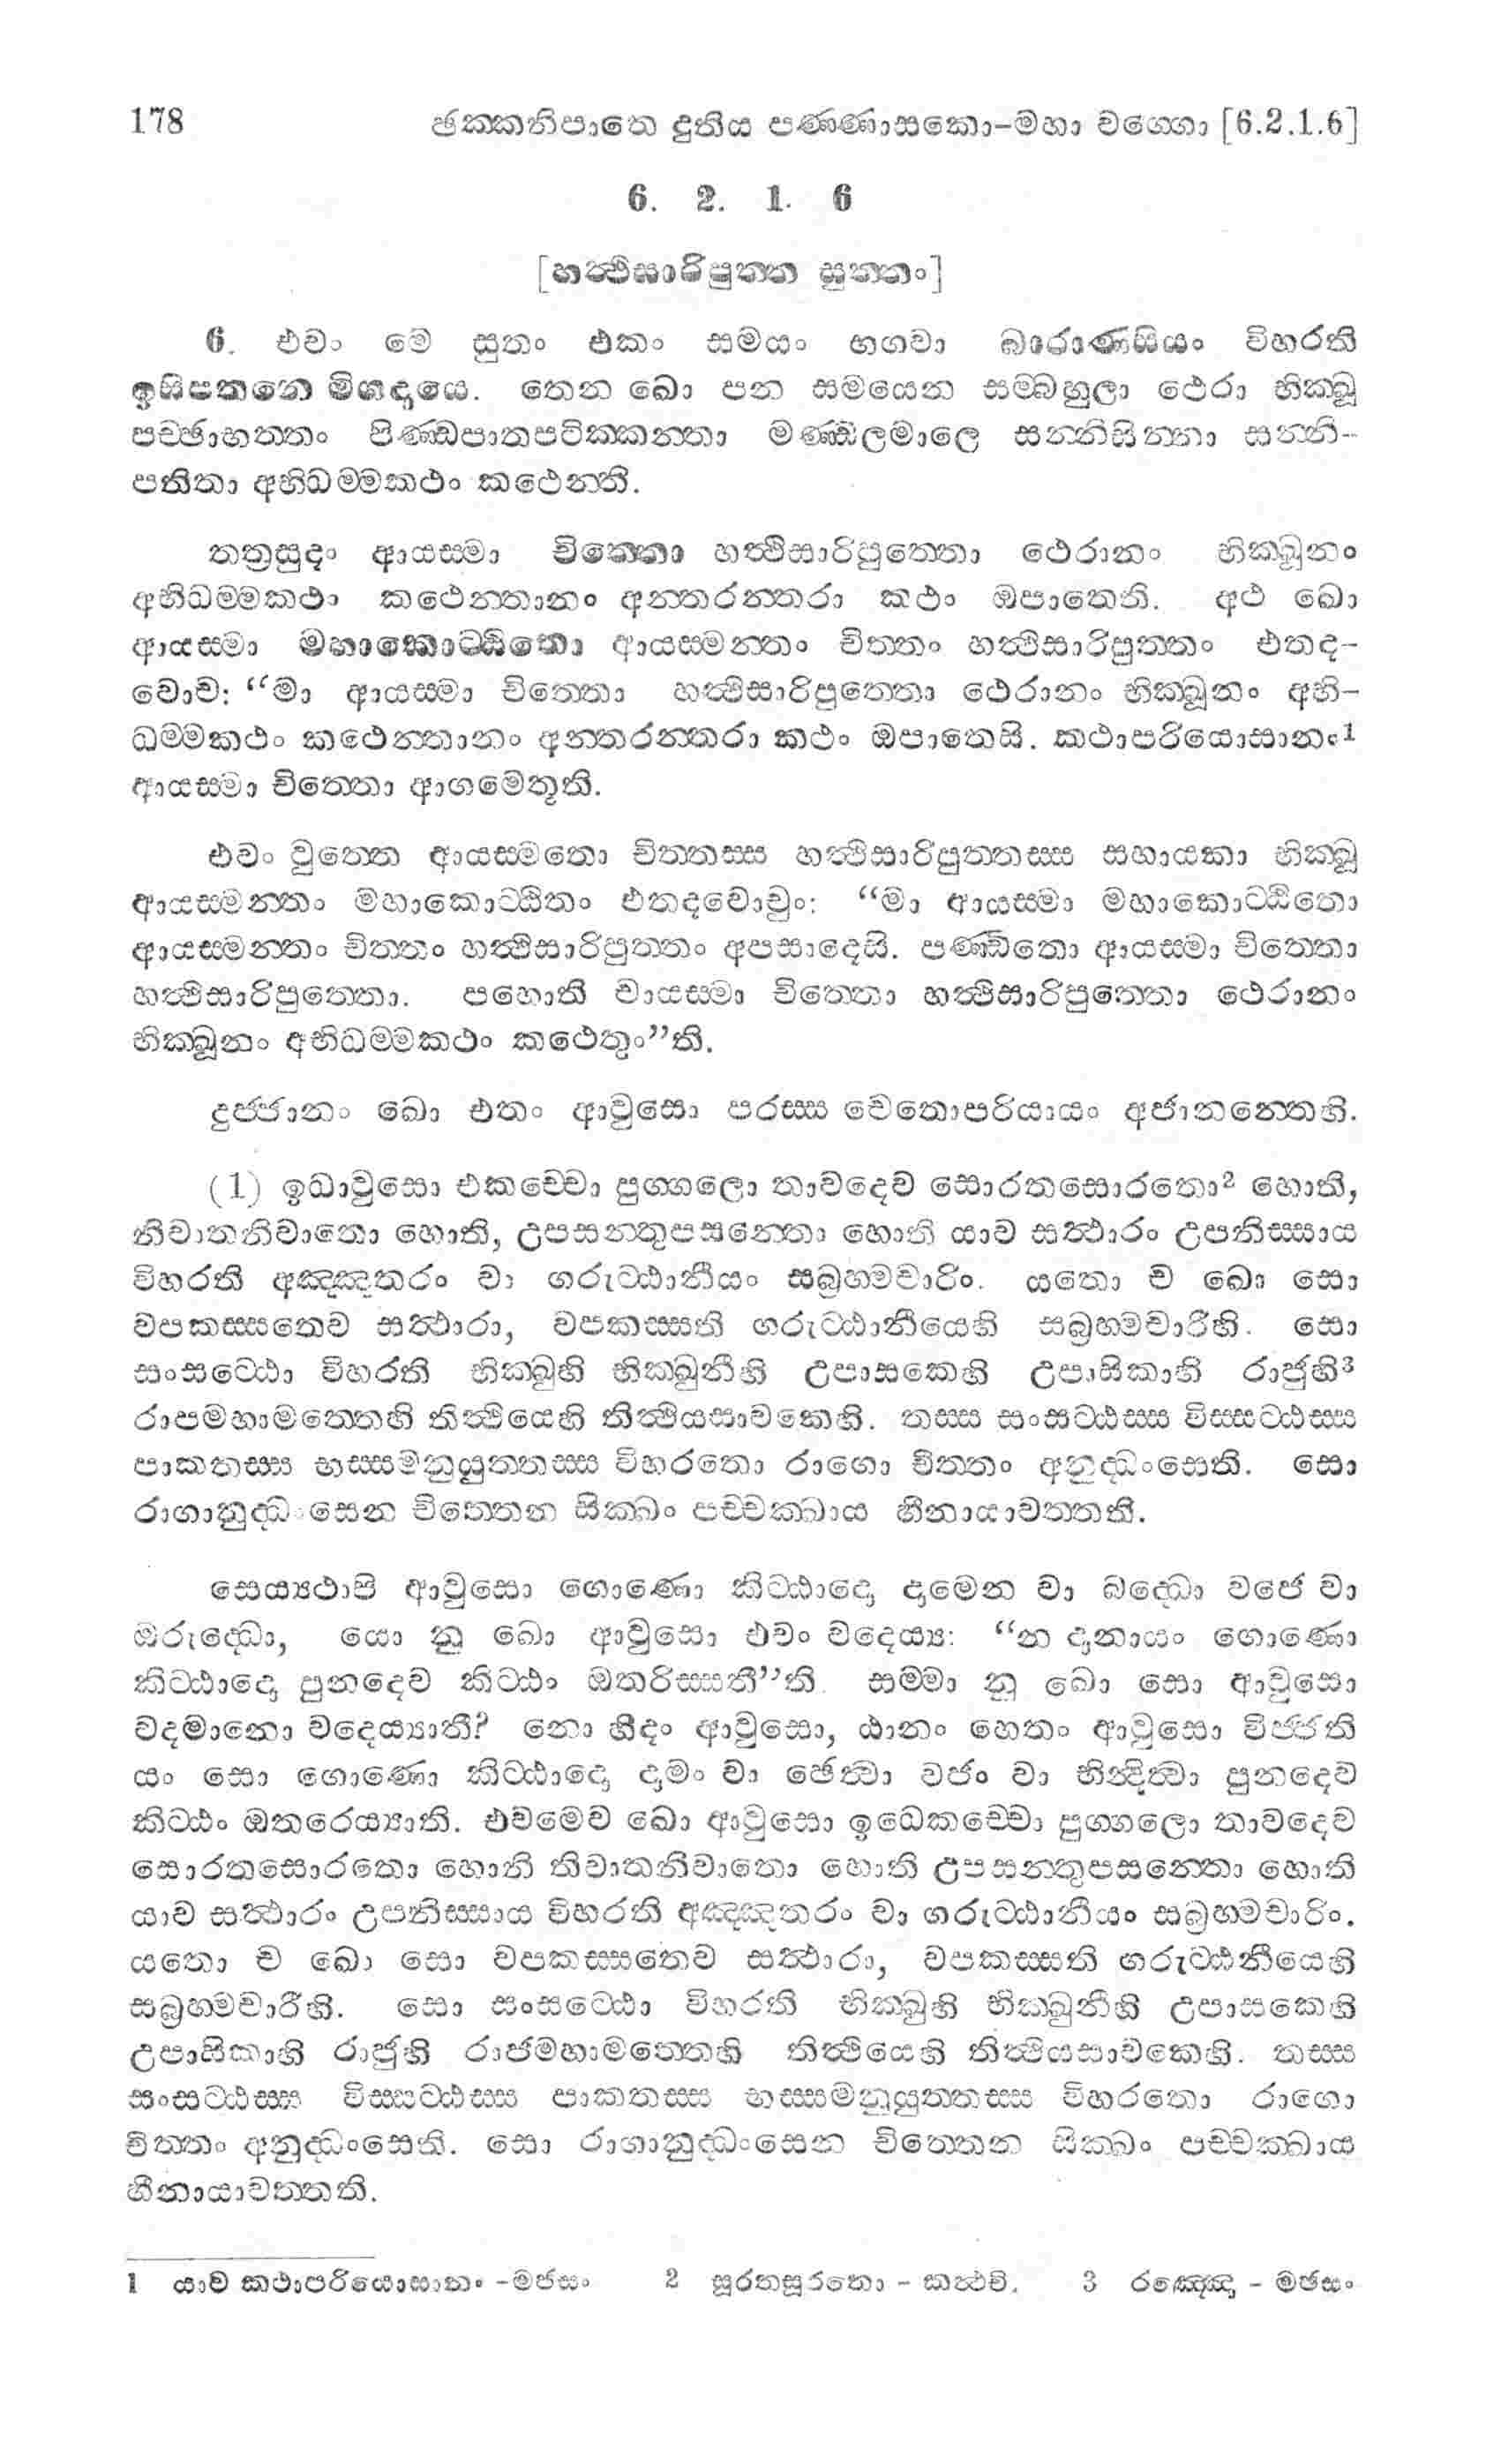 178 ඡක්කනිපාතෙ දුතිය පණ්ණාසකො-මහා වග්ගො [6.2.1.6]
6. 2. 1. 6
[හත්ථිසාරිපුත්ත සුත්තං]
6. එවං මෙ සුතං එකං සමයං භගවා බාරාණසියං විහරති
ඉසිපතනෙ මිගදායෙ. තෙන ඛො පන සමයෙන සම්බහුලා ථෙරා භික්ඛූ
පච්ඡාභත්තං පිණ්ඩපාතපටික්කන්තා මණ්ඩලමාලෙ සන්නිසින්නා සන්නි-
පතිතා අභිධම්මකථං කථෙන්ති.
තත්‍රසුදං ආයස්මා චිත්තො හත්ථිසාරිපුත්තො ථෙරානං භික්ඛූනං
අභිධම්මකථං කථෙන්තානං අන්තරන්තරා කථං ඔපාතෙති. අථ ඛො
ආයස්මා මහාකොට්ඨිතො ආයස්මන්තං චිත්තං හත්ථිසාරිපුත්තං එතද-
වොච: “මා ආයස්මා චිත්තො හත්ථිසාරිපුත්තො ථෙරානං භික්ඛූනං අභි-
ධම්මකථං කථෙන්තානං අන්තරන්තරා කථං ඔපාතෙසි. කථාපරියොසානං1
ආයස්මා චිත්තො ආගමෙතූති.
එවං වුත්තෙ ආයස්මතො චිත්තස්ස හත්ථිසාරිපුත්තස්ස සහායකා භික්ඛූ
ආයස්මන්තං මහාකොට්ඨිතං එතදවොචුං: “මා ආයස්මා මහාකොට්ඨිතො
ආයස්මන්තං චිත්තං හත්ථිසාරිපුත්තං අපසාදෙසි. පණ්ඩිතො ආයස්මා චිත්තො
හත්ථිසාරිපුත්තො. පහොති චායස්මා චිත්තො හත්ථිසාරිපුත්තො ථෙරානං
භික්ඛූනං අභිධම්මකථං කථෙතුං”ති.
දුජ්ජානං ඛො එතං ආවුසො පරස්ස චෙතොපරියායං අජානන්තෙහි.
(1) ඉධාවුසො එකච්චො පුග්ගලො තාවදෙව සොරතසොරතො2 හොති,
නිවාතනිවාතො හොති, උපසන්තුපසන්තො හොති යාව සත්ථාරං උපනිස්සාය
විහරති අඤ්ඤතරං වා ගරුට්ඨානීයං සබ්‍රහ්මචාරිං. යතො ච ඛො සො
වපකස්සතෙව සත්ථාරා, වපකස්සති ගරුට්ඨානීයෙහි සබ්‍රහ්මචාරීහි. සො
සංසට්ඨො විහරති භික්ඛුහි භික්ඛුනීහි උපාසකෙහි උපාසිකාහි රාජුහි3
රාපමහාමත්තෙහි තිත්ථියෙහි තිත්ථියසාවකෙහි. තස්ස සංසට්ඨස්ස විස්සට්ඨස්ස
පාකතස්ස භස්සමනුයුත්තස්ස විහරතො රාගො චිත්තං අනුද්ධංසෙති. සො
රාගානුද්ධංසෙන චිත්තෙන සික්ඛං පච්චක්ඛාය හීනායාවත්තති.
සෙය්‍යථාපි ආවුසො ගොණො කිට්ඨාදො දාමෙන වා බද්ධො වජෙ වා
ඔරුද්ධො, යො නු ඛො ආවුසො එවං වදෙය්‍ය: “න දානායං ගොණො
කිට්ඨාදො පුනදෙව කිට්ඨං ඔතරිස්සතී”ති. සම්මා නු ඛො සො ආවුසො
වදමානො වදෙය්‍යාතී? නො හීදං ආවුසො, ඨානං හෙතං ආවුසො විජ්ජති
යං සො ගොණො කිට්ඨාදො දාමං වා ඡෙත්වා වජං වා භින්දිත්වා පුනදෙව
කිට්ඨං ඔතරෙය්‍යාති. එවමෙව ඛො ආවුසො ඉධෙකච්චො පුග්ගලො තාවදෙව
සොරතසොරතො හොති නිවාතනිවාතො හොති උපසන්තුපසන්තො හොති
යාව සත්ථාරං උපනිස්සාය විහරති අඤ්ඤතරං වා ගරුට්ඨානීයං සබ්‍රහ්මචාරිං.
යතො ච ඛො සො වපකස්සතෙව සත්ථාරා, වපකස්සති ගරුට්ඨනීයෙහි
සබ්‍රහ්මචාරීහි. සො සංසට්ඨො විහරති භික්ඛුහි භික්ඛුනීහි උපාසකෙහි
උපාසිකාහි රාජුහි රාජමහාමත්තෙහි තිත්ථියෙහි තිත්ථියසාවකෙහි. තස්ස
සංසට්ඨස්ස විස්සට්ඨස්ස පාකතස්ස භස්සමනුයුත්තස්ස විහරතො රාගො
චිත්තං අනුද්ධංසෙති. සො රාගානුද්ධංසෙන චිත්තෙන සික්ඛං පච්චක්ඛාය
හීනායාවත්තති.
1 යාව කථාපරියොසානං -මජසං 2 සූරතසූරතො - කත්ථචි. 3 රඤ්ඤො - මජසං